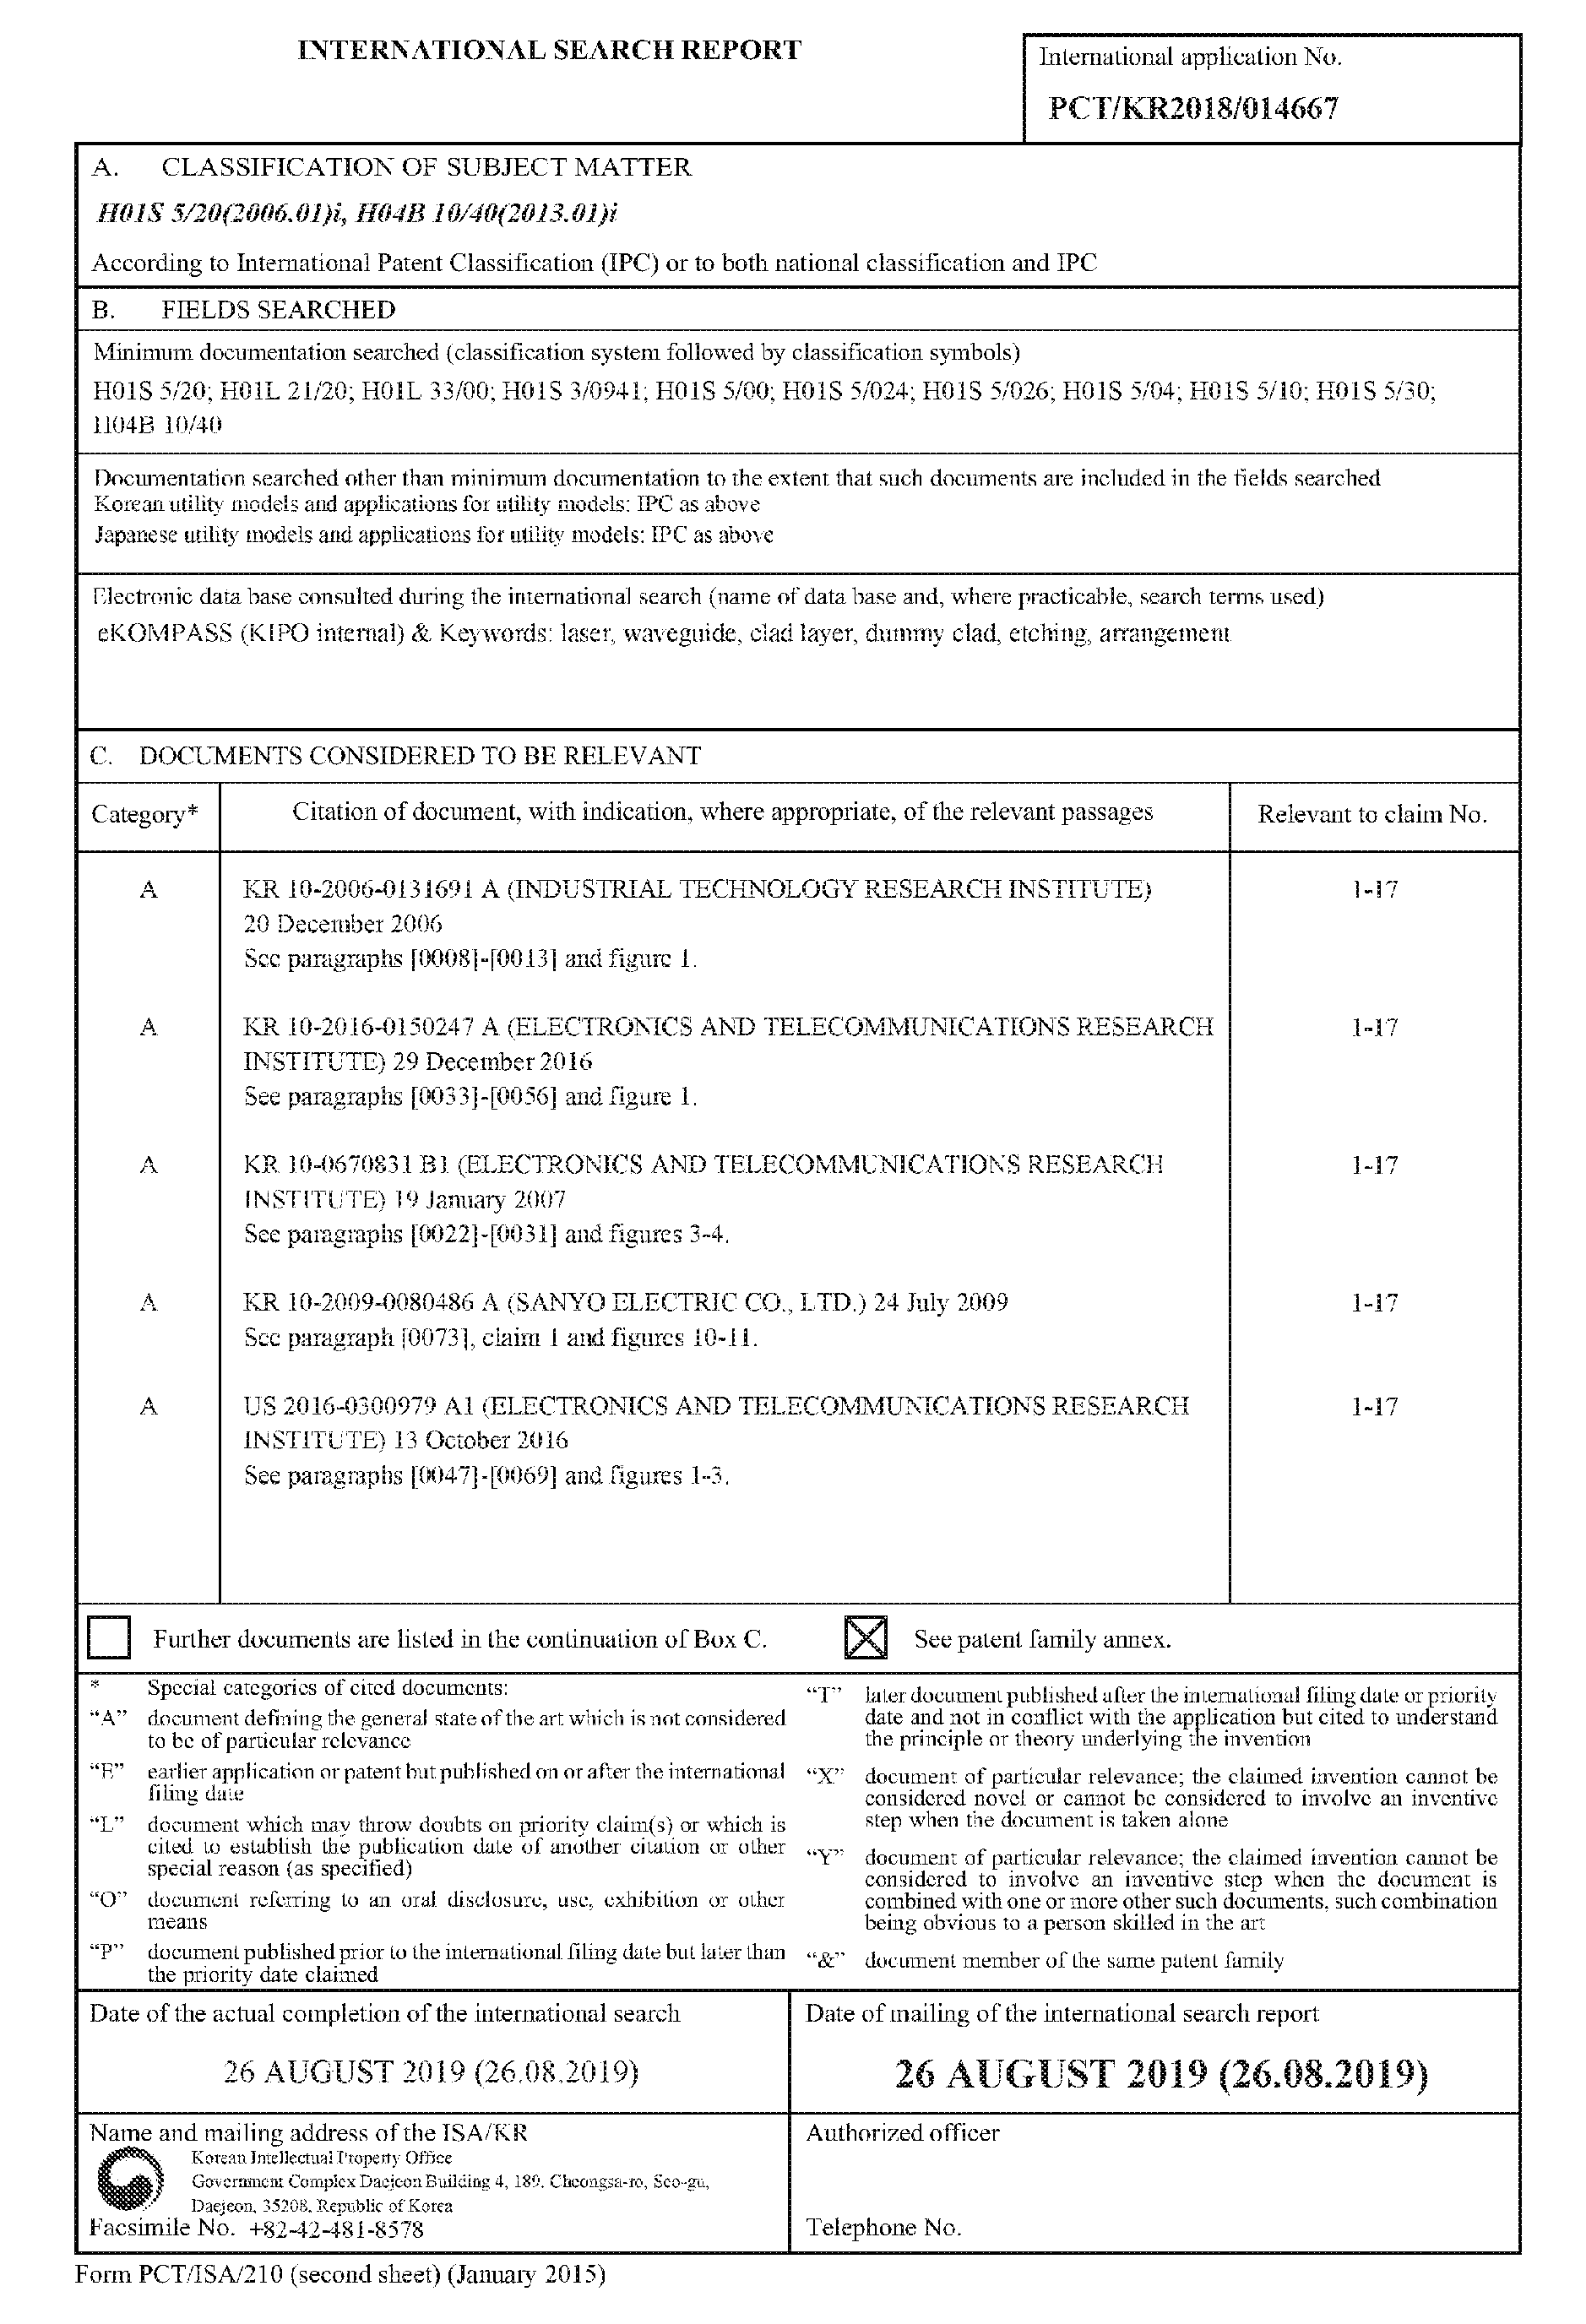 INTERNATIONAL SEARCH REPORT
International application No.
PCT/KR2018/014667
A. CLASSIFICATION OF SUBJECT MATTER
H01S 5/20(2006.01)i, H04B 10/40(2013.01)i
According to International Patent Classification (IPC) or to both national classification and IPC
B. FIELDS SEARCHED
Minimum documentation searched (classification system followed by classification symbols)
H01S 5/20; H01L 21/20; H01L 33/00; H01S 3/0941; H01S 5/00; H01S 5/024; H01S 5/026; H01S 5/04; H01S 5/10; H01S 5/30;
H04B 10/40
Documentation searched other than minimum documentation to the extent that such documents are included in the fields searched
Korean utility models and applications for utility models: IPC as above
Japanese utility models and applications for utility models: IPC as above
Electronic data base consulted during the international search (name of data base and, where practicable, search terms used)
eKOMPASS (KIPO internal) & Keywords: laser, waveguide, clad layer, dummy clad, etching, arrangement
C. DOCUMENTS CONSIDERED TO BE RELEVANT
Category* Citation of document, with indication, where appropriate, of the relevant passages Relevant to claim No.
A KR 10-2006-0131691 A (INDUSTRIAL TECHNOLOGY RESEARCH INSTITUTE) 1-17
20 December 2006
See paragraphs [0008]-[0013] and figure 1.
A KR 10-2016-0150247 A (ELECTRONICS AND TELECOMMUNICATIONS RESEARCH 1-17
INSTITUTE) 29 December 2016
See paragraphs [0033]-[0056] and figure 1.
A KR 10-0670831 B1 (ELECTRONICS AND TELECOMMUNICATIONS RESEARCH 1-17
INSTITUTE) 19 January 2007
See paragraphs [0022]-[0031] and figures 3-4.
A KR 10-2009-0080486 A (SANYO ELECTRIC CO., LTD.) 24 July 2009 1-17
See paragraph [0073], claim 1 and figures 10-11.
A US 2016-0300979 A1 (ELECTRONICS AND TELECOMMUNICATIONS RESEARCH 1-17
INSTITUTE) 13 October 2016
See paragraphs [0047]-[0069] and figures 1-3.
Further documents are listed in the continuation of Box C. See patent family annex.
* Special categories of cited documents:
“A” document defining the general state of the art which is not considered
to be of particular relevance
“E” earlier application or patent but published on or after the international
filing date
“L” document which may throw doubts on priority claim(s) or which is
cited to establish the publication date of another citation or other
special reason (as specified)
“O” document referring to an oral disclosure, use, exhibition or other
means
“P” document published prior to the international filing date but later than
the priority date claimed
“T” later document published after the international filing date or priority
date and not in conflict with the application but cited to understand
the principle or theory underlying the invention
“X” document of particular relevance; the claimed invention cannot be
considered novel or cannot be considered to involve an inventive
step when the document is taken alone
“Y” document of particular relevance; the claimed invention cannot be
considered to involve an inventive step when the document is
combined with one or more other such documents, such combination
being obvious to a person skilled in the art
“&” document member of the same patent family
Date of the actual completion of the international search
26 AUGUST 2019 (26.08.2019)
Date of mailing of the international search report
26 AUGUST 2019 (26.08.2019)
Name and mailing address of the ISA/KR
Korean Intellectual Property Office
Government Complex Daejeon Building 4, 189, Cheongsa-ro, Seo-gu,
Daejeon, 35208, Republic of Korea
Facsimile No. +82-42-481-8578
Authorized officer
Telephone No.
Form PCT/ISA/210 (second sheet) (January 2015)